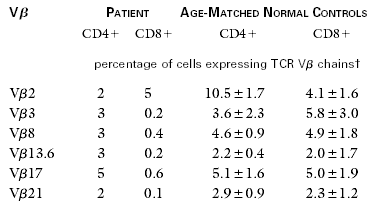 Vβ PATIENT AGE-MATCHED NORMAL CONTROLS
CD4+ CD8+ CD4+ CD8+
percentage of cells expressing TCR Vβ chains†
Vβ2 2 5 10.5±1.7 4.1±1.6
Vβ3 3 0.2 3.6±2.3 5.8±3.0
Vβ8 3 0.4 4.6±0.9 4.9±1.8
Vβ13.6 3 0.2 2.2±0.4 2.0±1.7
Vβ17 5 0.6 5.1±1.6 5.0±1.9
Vβ21 2 0.1 2.9±0.9 2.3±1.2